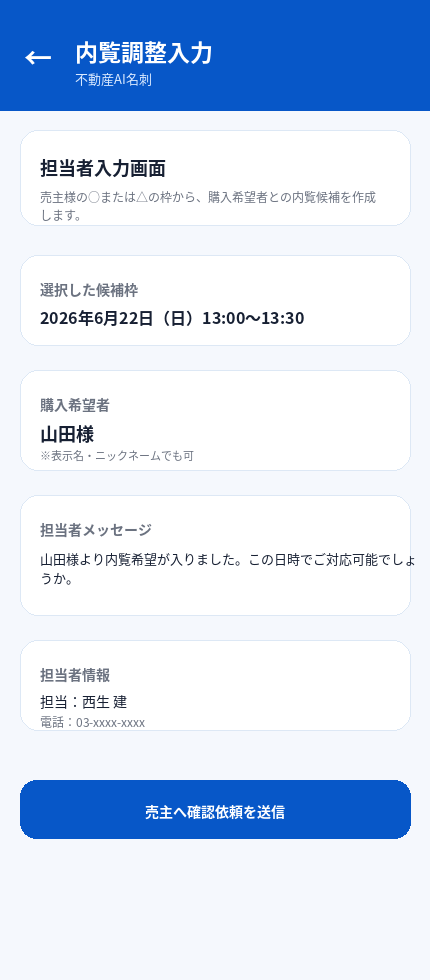 ←
内覧調整入力
不動産AI名刺
担当者入力画面
売主様の○または△の枠から、購入希望者との内覧候補を作成
します。
選択した候補枠
2026年6月22日（日）13:00〜13:30
購入希望者
山田様
※表示名・ニックネームでも可
担当者メッセージ
山田様より内覧希望が入りました。この日時でご対応可能でしょ
うか。
担当者情報
担当：西生 建
電話：03-xxxx-xxxx
売主へ確認依頼を送信